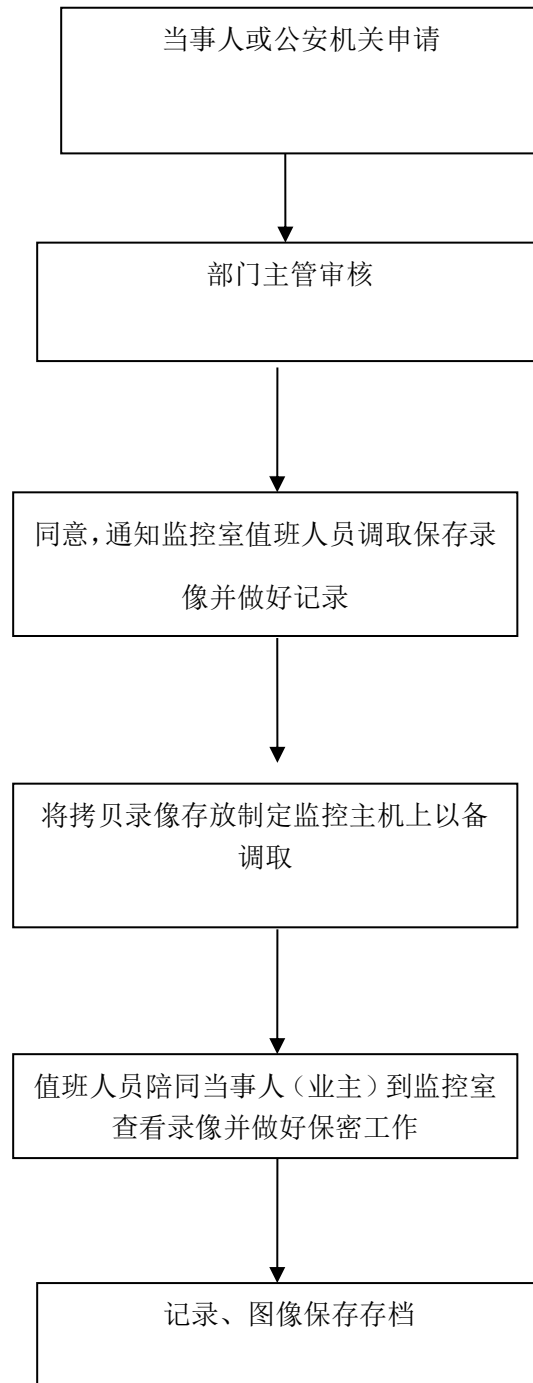 当事人或公安机关申请
部门主管审核
同意,通知监控室值班人员调取保存录
像并做好记录
将拷贝录像存放制定监控主机上以备
调取
值班人员陪同当事人（业主）到监控室
查看录像并做好保密工作
记录、图像保存存档